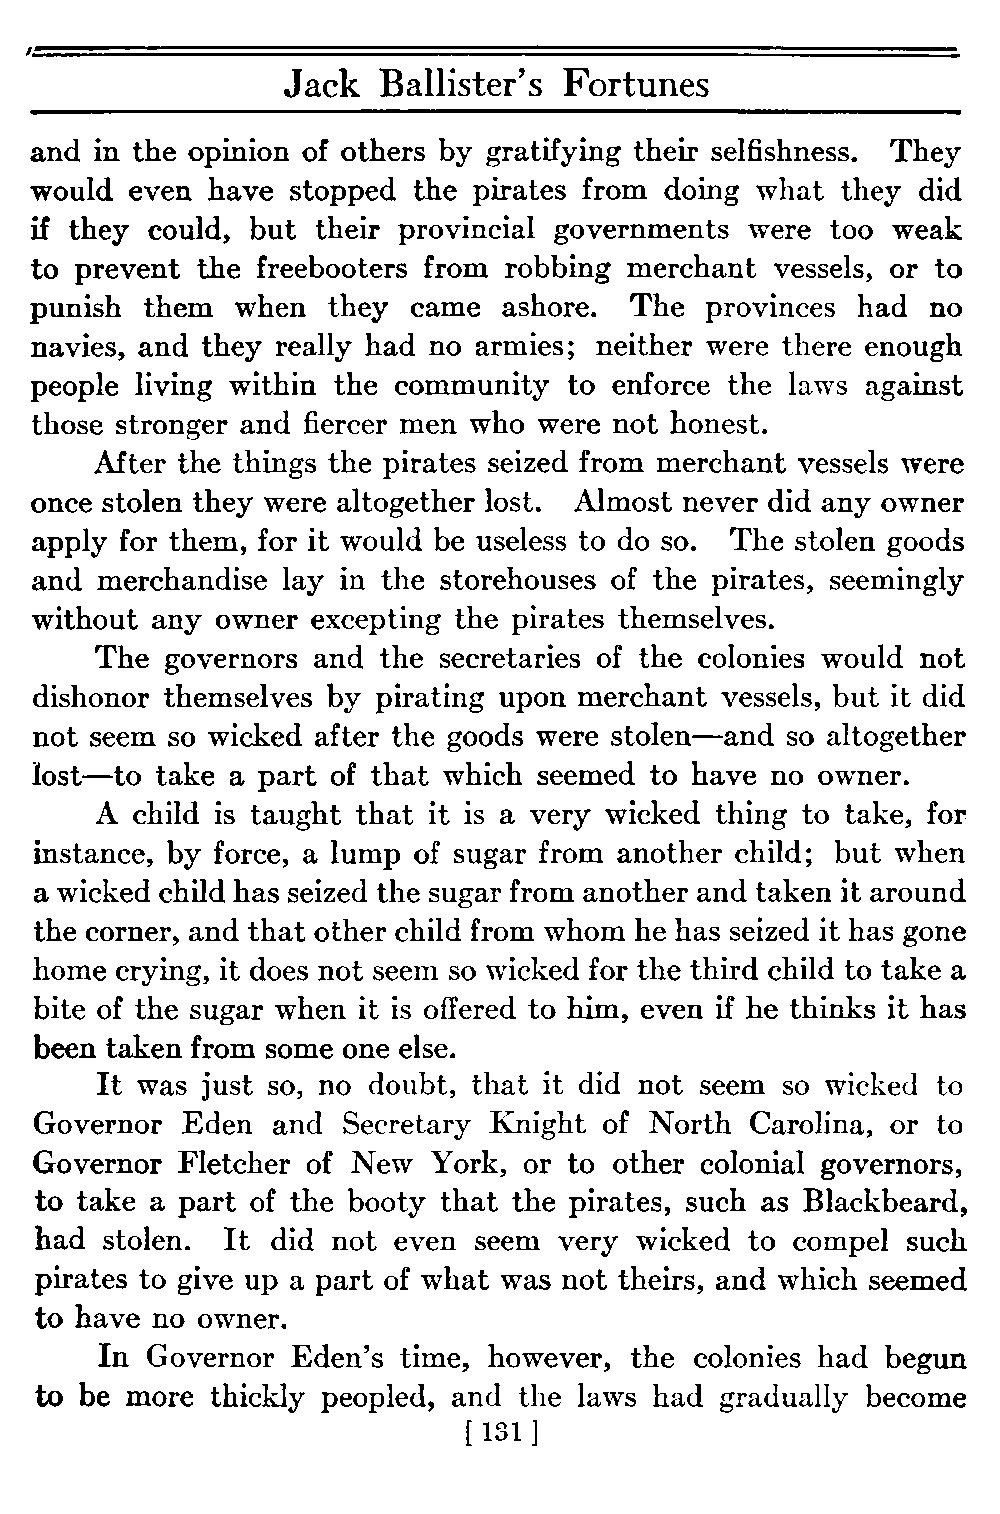 Jack Ballister's Fortunes
and in the opinion of others by gratifying their selfishness. They
would even have stopped the pirates from doing what they did
if they could, but their provincial governments were too weak
to prevent the freebooters from robbing merchant vessels, or to
punish them when they came ashore. The provinces had no
navies, and they really had no armies; neither were there enough
people living within the community to enforce the laws against
those stronger and fiercer men who were not honest.
After the things the pirates seized from merchant vessels were
once stolen they were altogether lost. Almost never did any owner
apply for them, for it would be useless to do so. The stolen goods
and merchandise lay in the storehouses of the pirates, seemingly
without any owner excepting the pirates themselves.
The governors and the secretaries of the colonies would not
dishonor themselves by pirating upon merchant vessels, but it did
not seem so wicked after the goods were stolen—and so altogether
lost—to take a part of that which seemed to have no owner.
A child is taught that it is a very wicked thing to take, for
instance, by force, a lump of sugar from another child; but when
a wicked child has seized the sugar from another and taken it around
the corner, and that other child from whom he has seized it has gone
home crying, it does not seem so wicked for the third child to take a
bite of the sugar when it is offered to him, even if he thinks it has
been taken from some one else.
It was just so, no doubt, that it did not seem so wicked to
Governor Eden and Secretary Knight of North Carolina, or to
Governor Fletcher of New York, or to other colonial governors,
to take a part of the booty that the pirates, such as Blackbeard,
had stolen. It did not even seem very wicked to compel such
pirates to give up a part of what was not theirs, and which seemed
to have no owner.
In Governor Eden's time, however, the colonies had begun
to be more thickly peopled, and the laws had gradually become
[ 131 ]